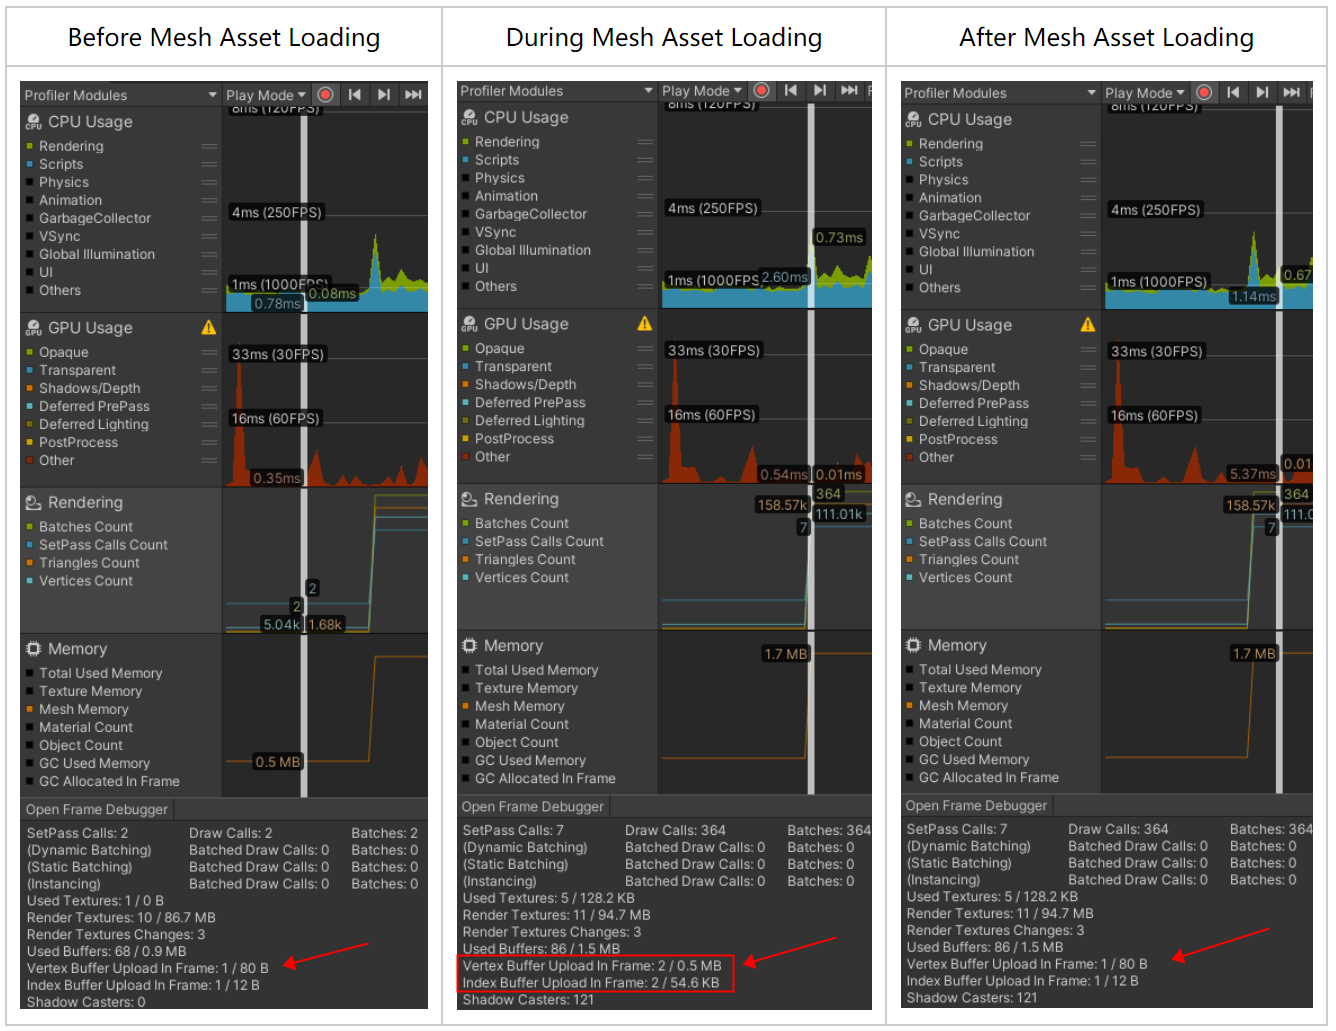 Before Mesh Asset Loading
During Mesh Asset Loading
After Mesh Asset Loading
Profiler Modules
Play Mode
8ms (120FPS)
CPU Usage
Rendering
Scripts
Physics
Animation
4ms (250FPS)
GarbageCollector
VSync
Global Illumination
UI
1ms (1000FPS)
Others
0.78ms
0.08ms
GPU Usage
Opaque
33ms (30FPS)
Transparent
Shadows/Depth
Deferred PrePass
Deferred Lighting
16ms (60FPS)
PostProcess
Other
0.35ms
Rendering
Batches Count
SetPass Calls Count
Triangles Count
Vertices Count
2
2
5.04k
1.68k
Memory
Total Used Memory
Texture Memory
Mesh Memory
Material Count
Object Count
GC Used Memory
0.5 MB
GC Allocated In Frame
Open Frame Debugger
SetPass Calls: 2 Draw Calls: 2 Batches: 2
(Dynamic Batching) Batched Draw Calls: 0 Batches: 0
(Static Batching) Batched Draw Calls: 0 Batches: 0
(Instancing) Batched Draw Calls: 0 Batches: 0
Used Textures: 1 / 0 B
Render Textures: 10 / 86.7 MB
Render Textures Changes: 3
Used Buffers: 68 / 0.9 MB
Vertex Buffer Upload In Frame: 1 / 80 B
Index Buffer Upload In Frame: 1 / 12 B
Shadow Casters: 0
Profiler Modules
Play Mode
8ms (120FPS)
CPU Usage
Rendering
Scripts
Physics
Animation
4ms (250FPS)
GarbageCollector
VSync
0.73ms
Global Illumination
UI
1ms (1000FPS
2.60ms
Others
GPU Usage
Opaque
33ms (30FPS)
Transparent
Shadows/Depth
Deferred PrePass
Deferred Lighting
16ms (60FPS)
PostProcess
Other
0.54ms
0.01ms
Rendering
158.57k
364
111.01k
7
Batches Count
SetPass Calls Count
Triangles Count
Vertices Count
Memory
1.7 MB
Total Used Memory
Texture Memory
Mesh Memory
Material Count
Object Count
GC Used Memory
GC Allocated In Frame
Open Frame Debugger
SetPass Calls: 7 Draw Calls: 364 Batches: 364
(Dynamic Batching) Batched Draw Calls: 0 Batches: 0
(Static Batching) Batched Draw Calls: 0 Batches: 0
(Instancing) Batched Draw Calls: 0 Batches: 0
Used Textures: 5 / 128.2 KB
Render Textures: 11 / 94.7 MB
Render Textures Changes: 3
Used Buffers: 86 / 1.5 MB
Vertex Buffer Upload In Frame: 2 / 0.5 MB
Index Buffer Upload In Frame: 2 / 54.6 KB
Shadow Casters: 121
Profiler Modules
Play Mode
8ms (120FPS)
CPU Usage
Rendering
Scripts
Physics
Animation
4ms (250FPS)
GarbageCollector
VSync
Global Illumination
UI
1ms (1000FPS)
0.67
Others
1.14ms
GPU Usage
Opaque
33ms (30FPS)
Transparent
Shadows/Depth
Deferred PrePass
Deferred Lighting
16ms (60FPS)
PostProcess
Other
5.37ms
0.01
Rendering
158.57k
364
111.0
7
Batches Count
SetPass Calls Count
Triangles Count
Vertices Count
Memory
1.7 MB
Total Used Memory
Texture Memory
Mesh Memory
Material Count
Object Count
GC Used Memory
GC Allocated In Frame
Open Frame Debugger
SetPass Calls: 7 Draw Calls: 364 Batches: 364
(Dynamic Batching) Batched Draw Calls: 0 Batches: 0
(Static Batching) Batched Draw Calls: 0 Batches: 0
(Instancing) Batched Draw Calls: 0 Batches: 0
Used Textures: 5 / 128.2 KB
Render Textures: 11 / 94.7 MB
Render Textures Changes: 3
Used Buffers: 86 / 1.5 MB
Vertex Buffer Upload In Frame: 1 / 80 B
Index Buffer Upload In Frame: 1 / 12 B
Shadow Casters: 121